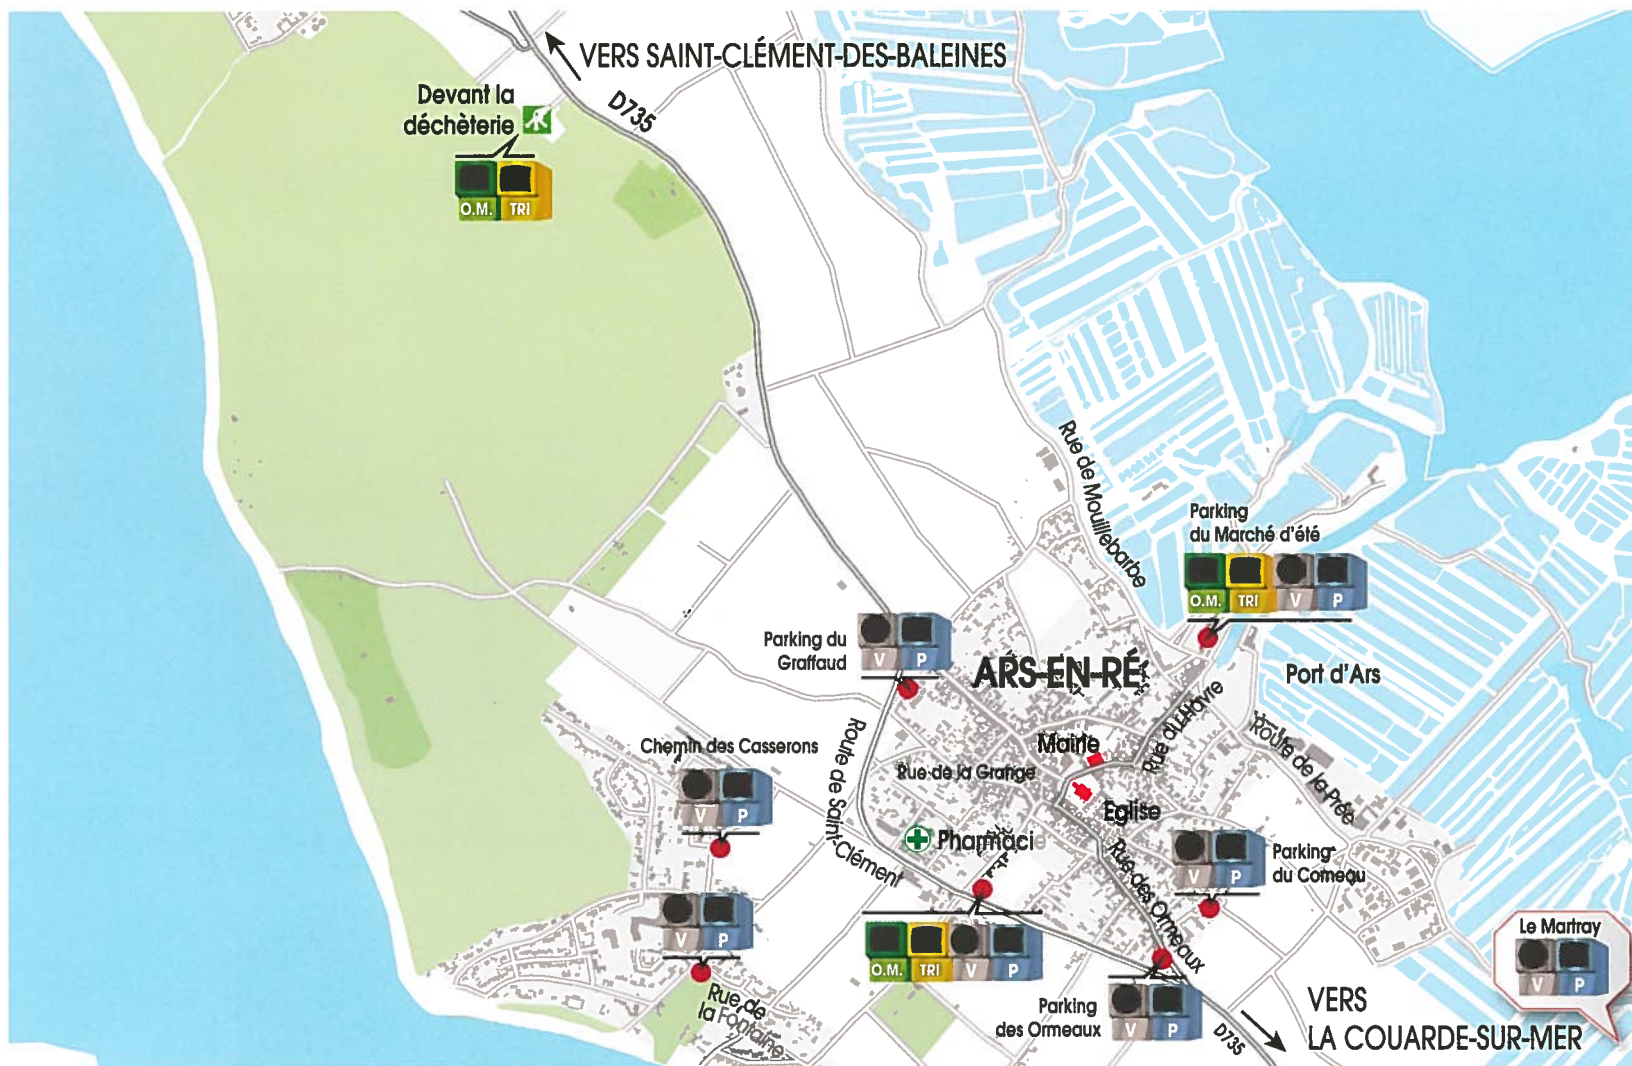 VERS SAINT-CLÉMENT-DES-BALEINES
Devant la
déchèterie
D735
O.M. TRI
Rue de Mouillebarbe
Parking
du Marché d'été
O.M. TRI V P
Parking du
Graffaud
V P
ARS-EN-RÉ
Port d'Ars
Route de Saint-Clément
Chemin des Casserons
V P
Mairie
Rue du Havre
Route de la Prée
Rue de la Grange
Eglise
Pharmacie
Rue des Ormeaux
V P
Parking
du Comeau
V P
Rue de
la Fontaine
O.M. TRI V P
Parking
des Ormeaux
V P
D735
VERS
LA COUARDE-SUR-MER
Le Martray
V P